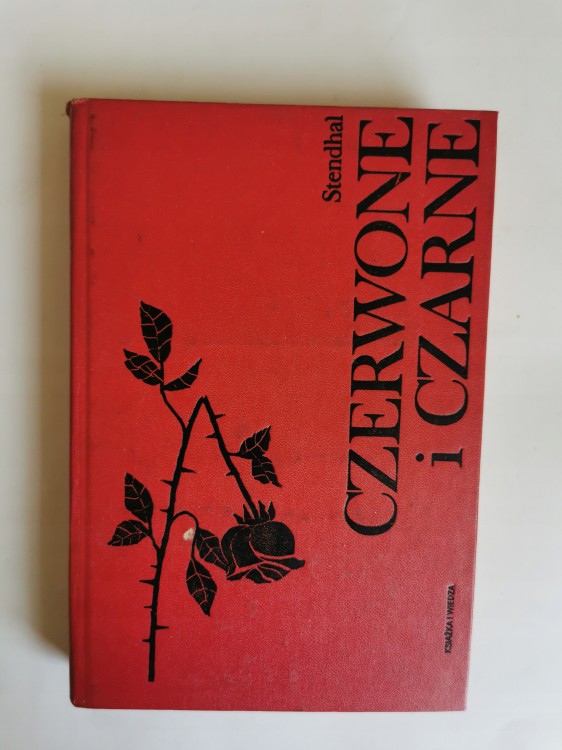 Stendhal
CZERWONE
i CZARNE
KSIĄŻKA I WIEDZA